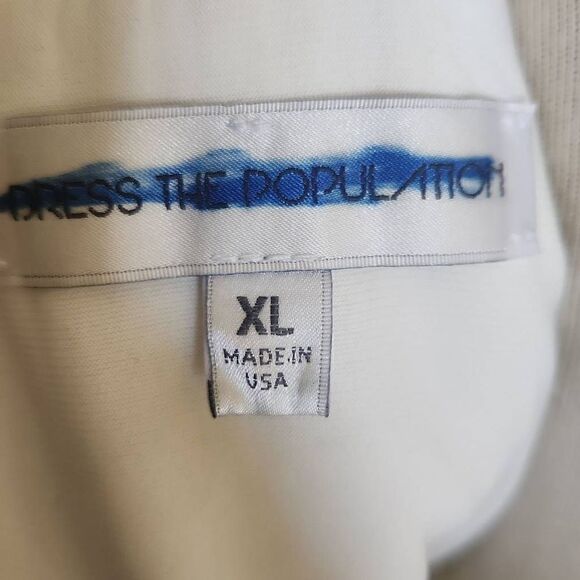 DRESS THE POPULATION
XL
MADE IN
USA